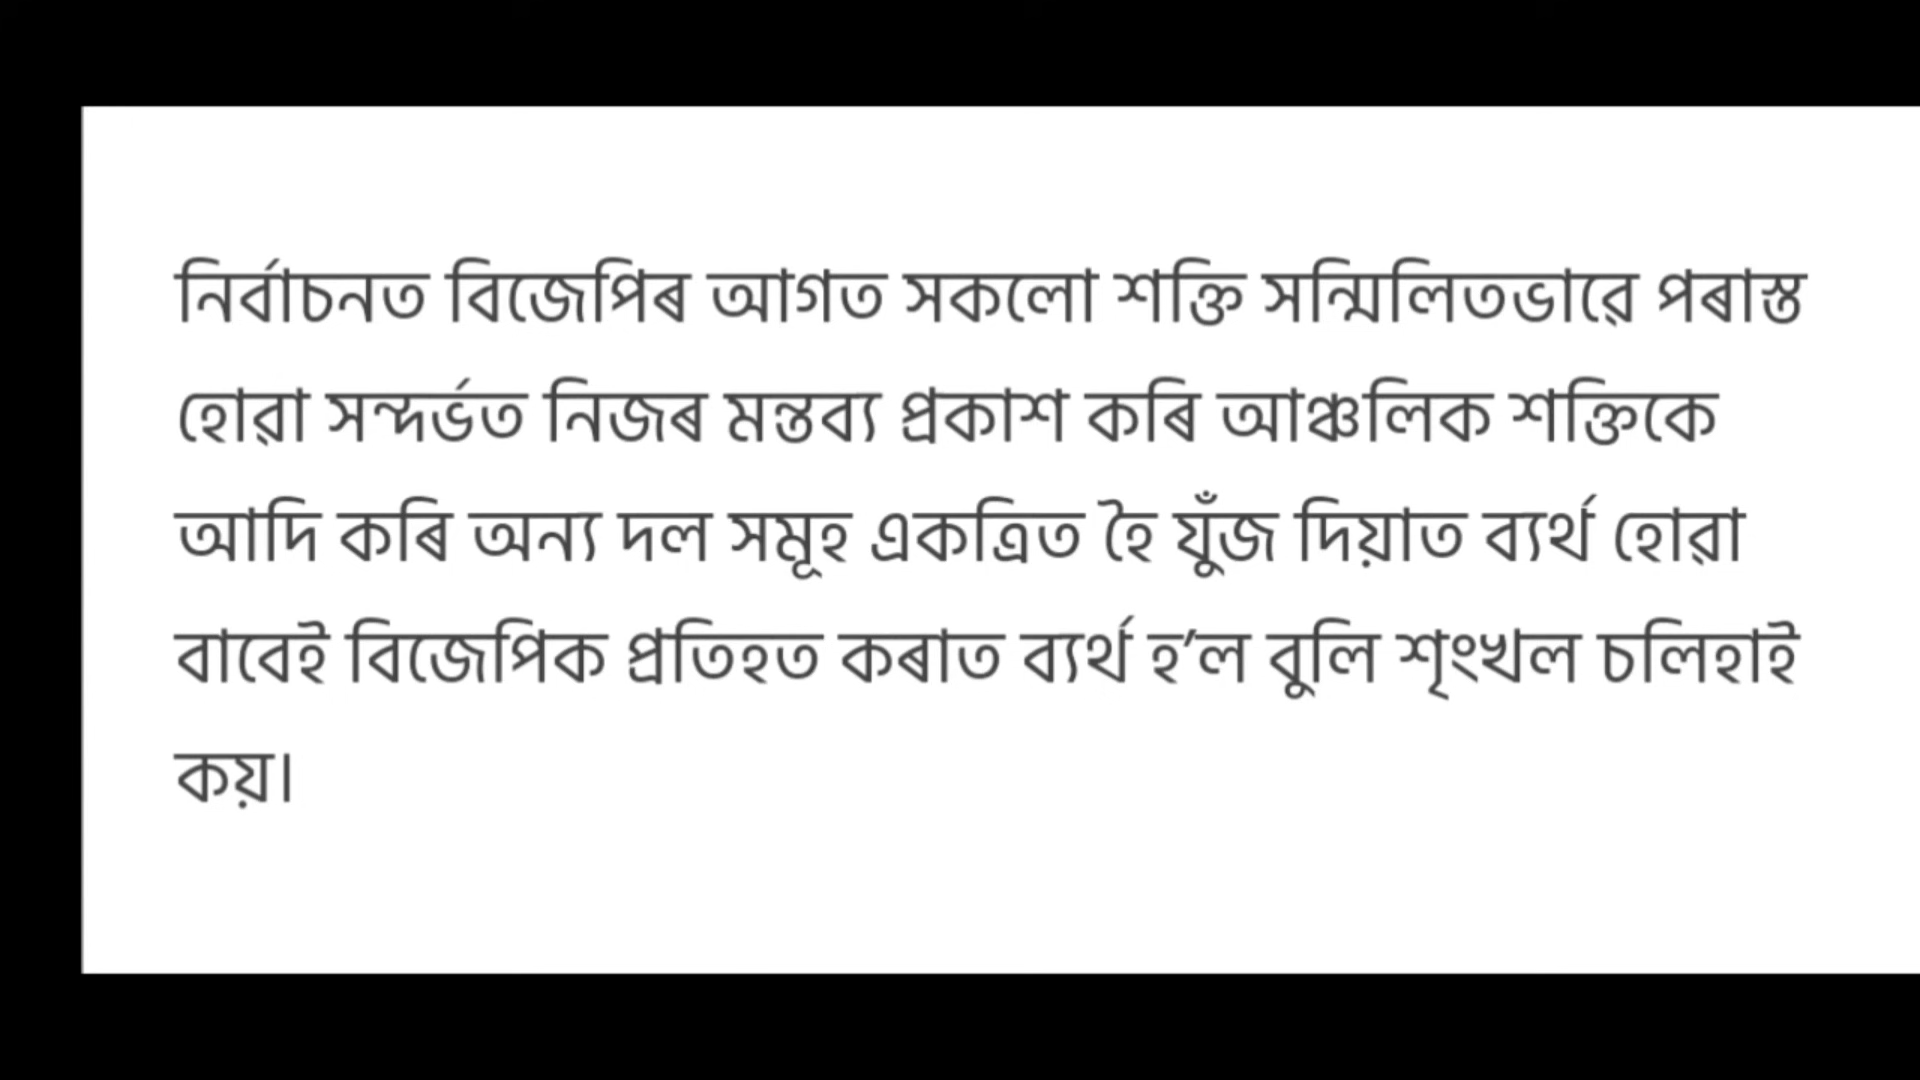 নিৰ্বাচনত বিজেপিৰ আগত সকলো শক্তি সন্মিলিতভাৱে পৰাস্ত
হোৱা সন্দৰ্ভত নিজৰ মন্তব্য প্ৰকাশ কৰি আঞ্চলিক শক্তিকে
আদি কৰি অন্য দল সমূহ একত্ৰিত হৈ যুঁজ দিয়াত ব্যৰ্থ হোৱা
বাবেই বিজেপিক প্ৰতিহত কৰাত ব্যৰ্থ হ’ল বুলি শৃংখল চলিহাই
কয়।